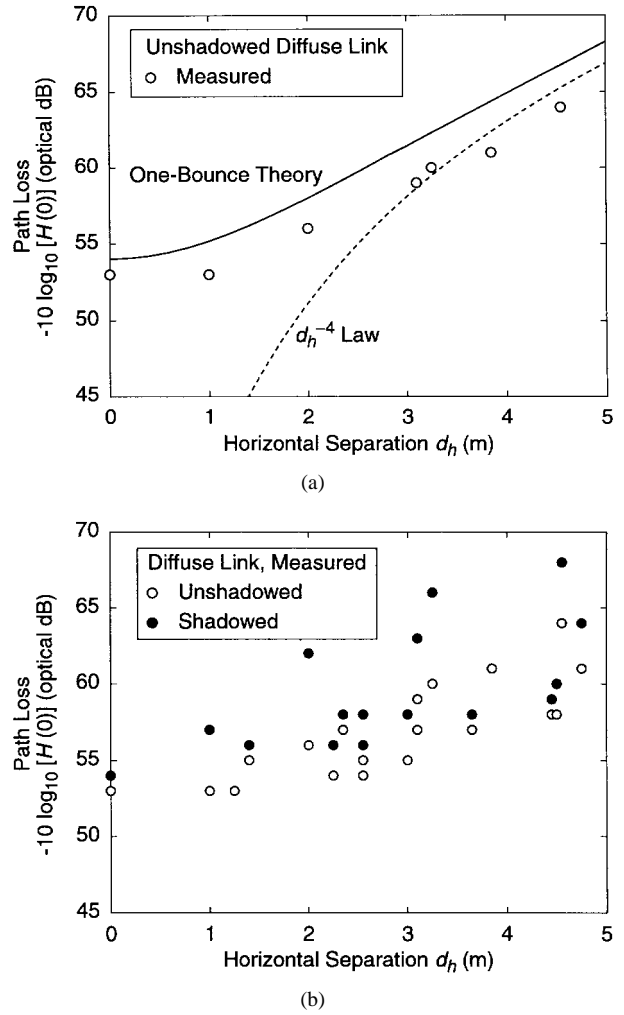 70
65
60
55
50
45
Path Loss
-10 log10 [H(0)] (optical dB)
Unshadowed Diffuse Link
Measured
One-Bounce Theory
dh−4 Law
0 1 2 3 4 5
Horizontal Separation dh (m)
(a)
70
65
60
55
50
45
Path Loss
-10 log10 [H(0)] (optical dB)
Diffuse Link, Measured
Unshadowed
Shadowed
0 1 2 3 4 5
Horizontal Separation dh (m)
(b)